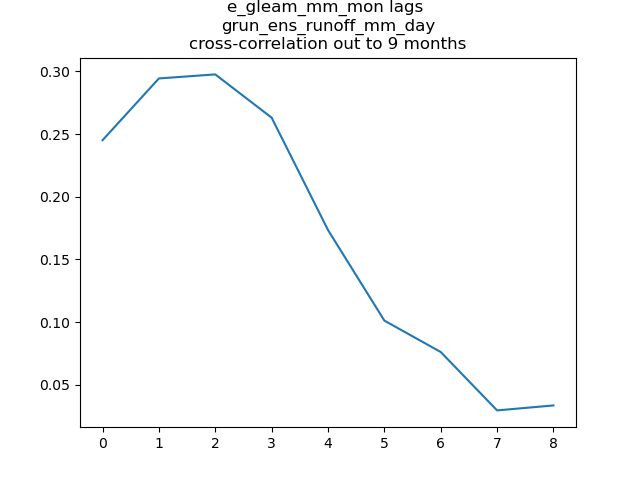 e_gleam_mm_mon lags
grun_ens_runoff_mm_day
cross-correlation out to 9 months
0.30
0.25
0.20
0.15
0.10
0.05
0 1 2 3 4 5 6 7 8